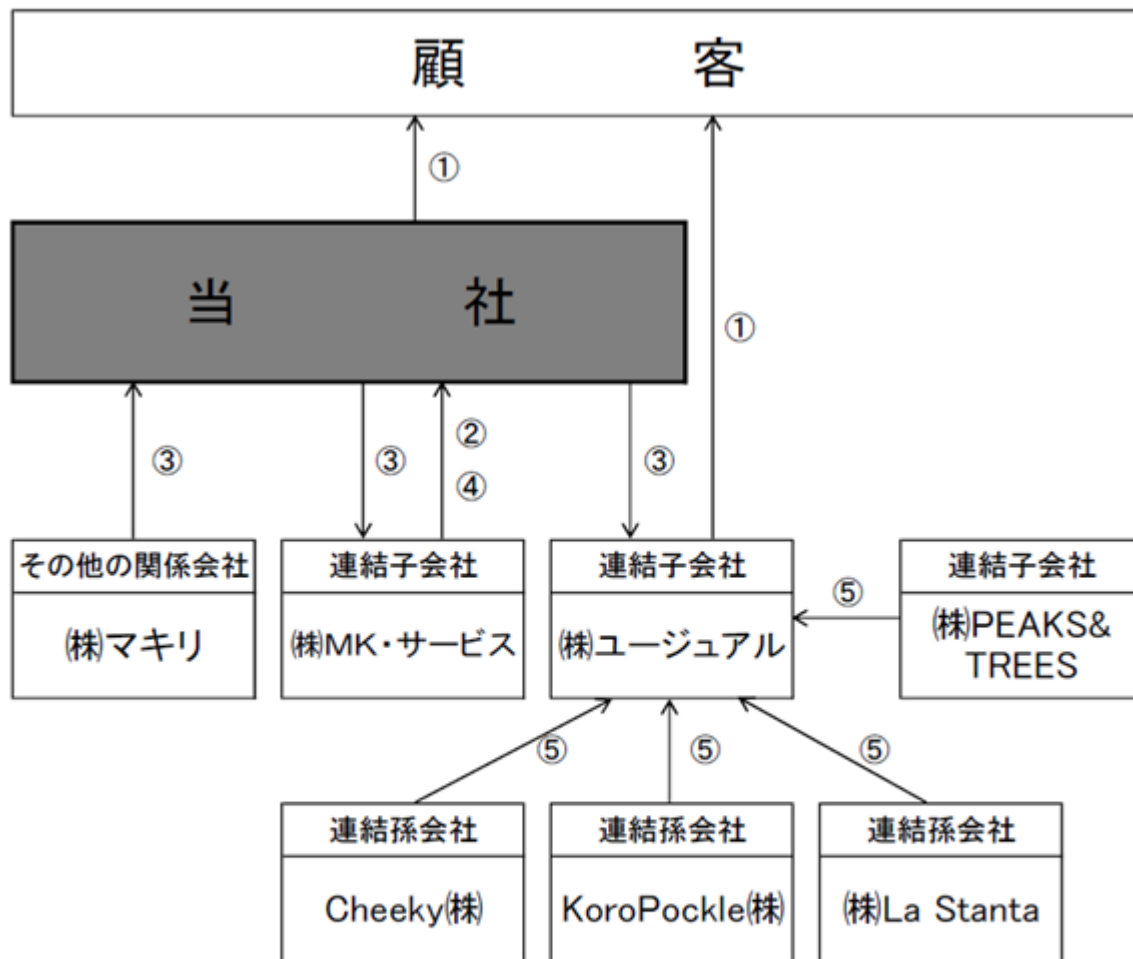 顧客
①
当社
①
③
③
②
④
③
その他の関係会社
㈱マキリ
連結子会社
㈱MK・サービス
連結子会社
㈱ユージュアル
⑤
連結子会社
㈱PEAKS&
TREES
⑤
⑤
⑤
連結孫会社
Cheeky㈱
連結孫会社
KoroPockle㈱
連結孫会社
㈱La Stanta